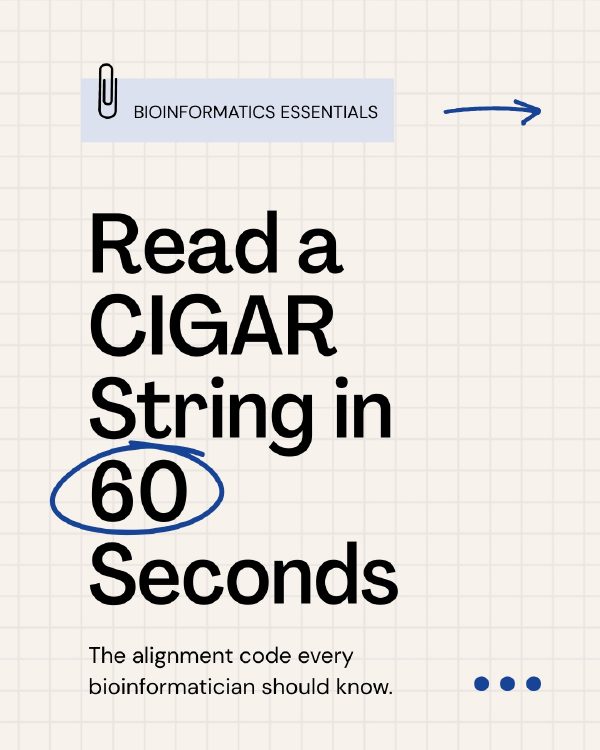 BIOINFORMATICS ESSENTIALS
Read a
CIGAR
String in
60
Seconds
The alignment code every
bioinformatician should know.